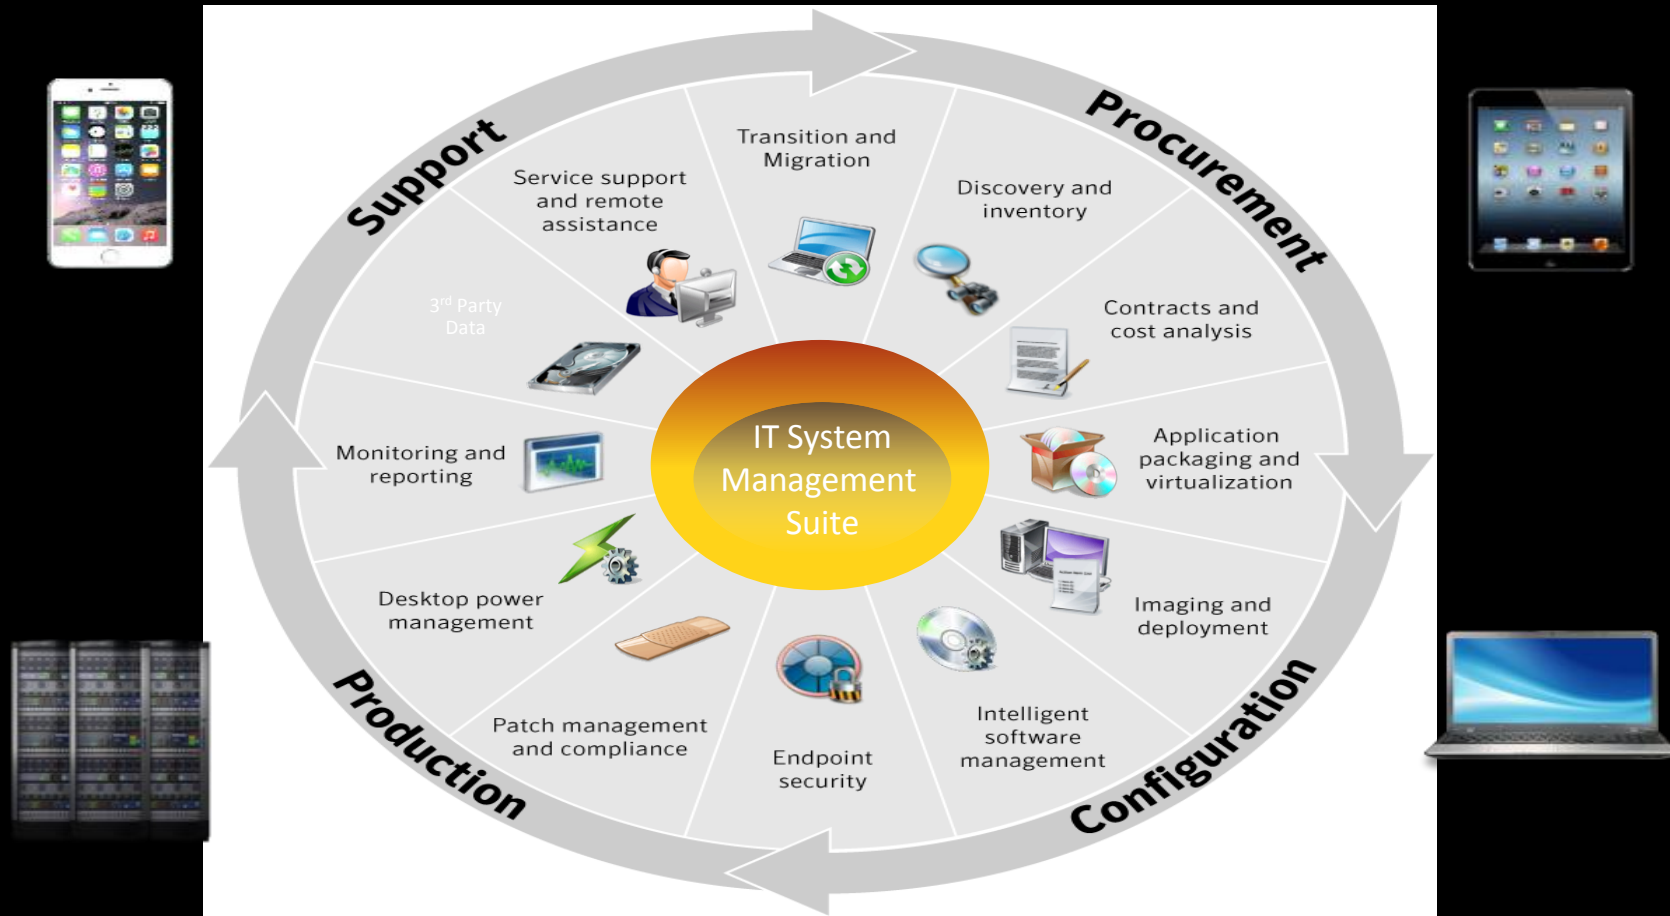 Support
Procurement
Configuration
Production
Transition and
Migration
Discovery and
inventory
Contracts and
cost analysis
Application
packaging and
virtualization
Imaging and
deployment
Intelligent
software
management
Endpoint
security
Patch management
and compliance
Desktop power
management
Monitoring and
reporting
3rd Party
Data
Service support
and remote
assistance
IT System
Management
Suite